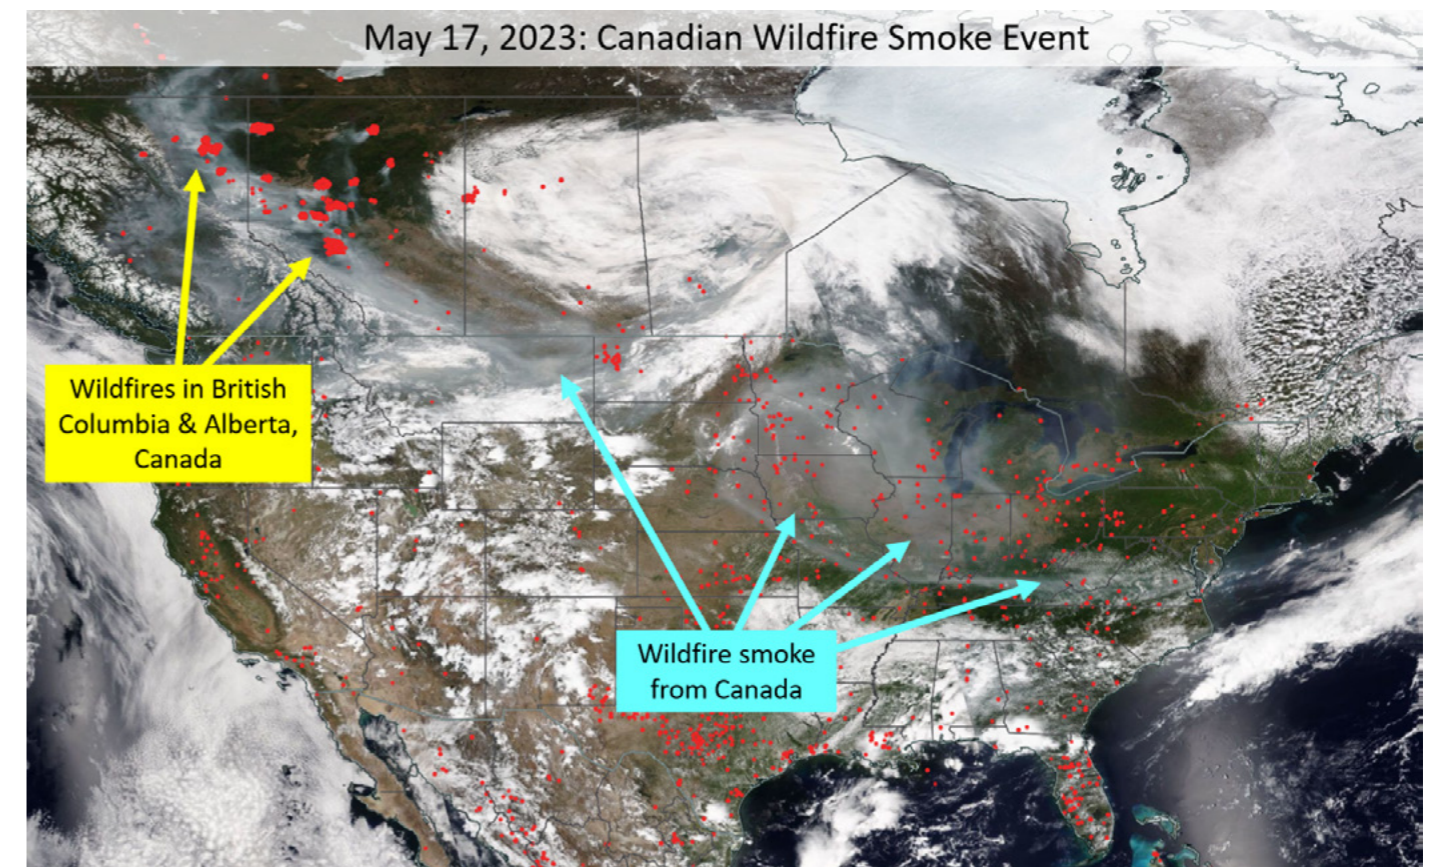 May 17, 2023: Canadian Wildfire Smoke Event
Wildfires in British
Columbia & Alberta,
Canada
Wildfire smoke
from Canada